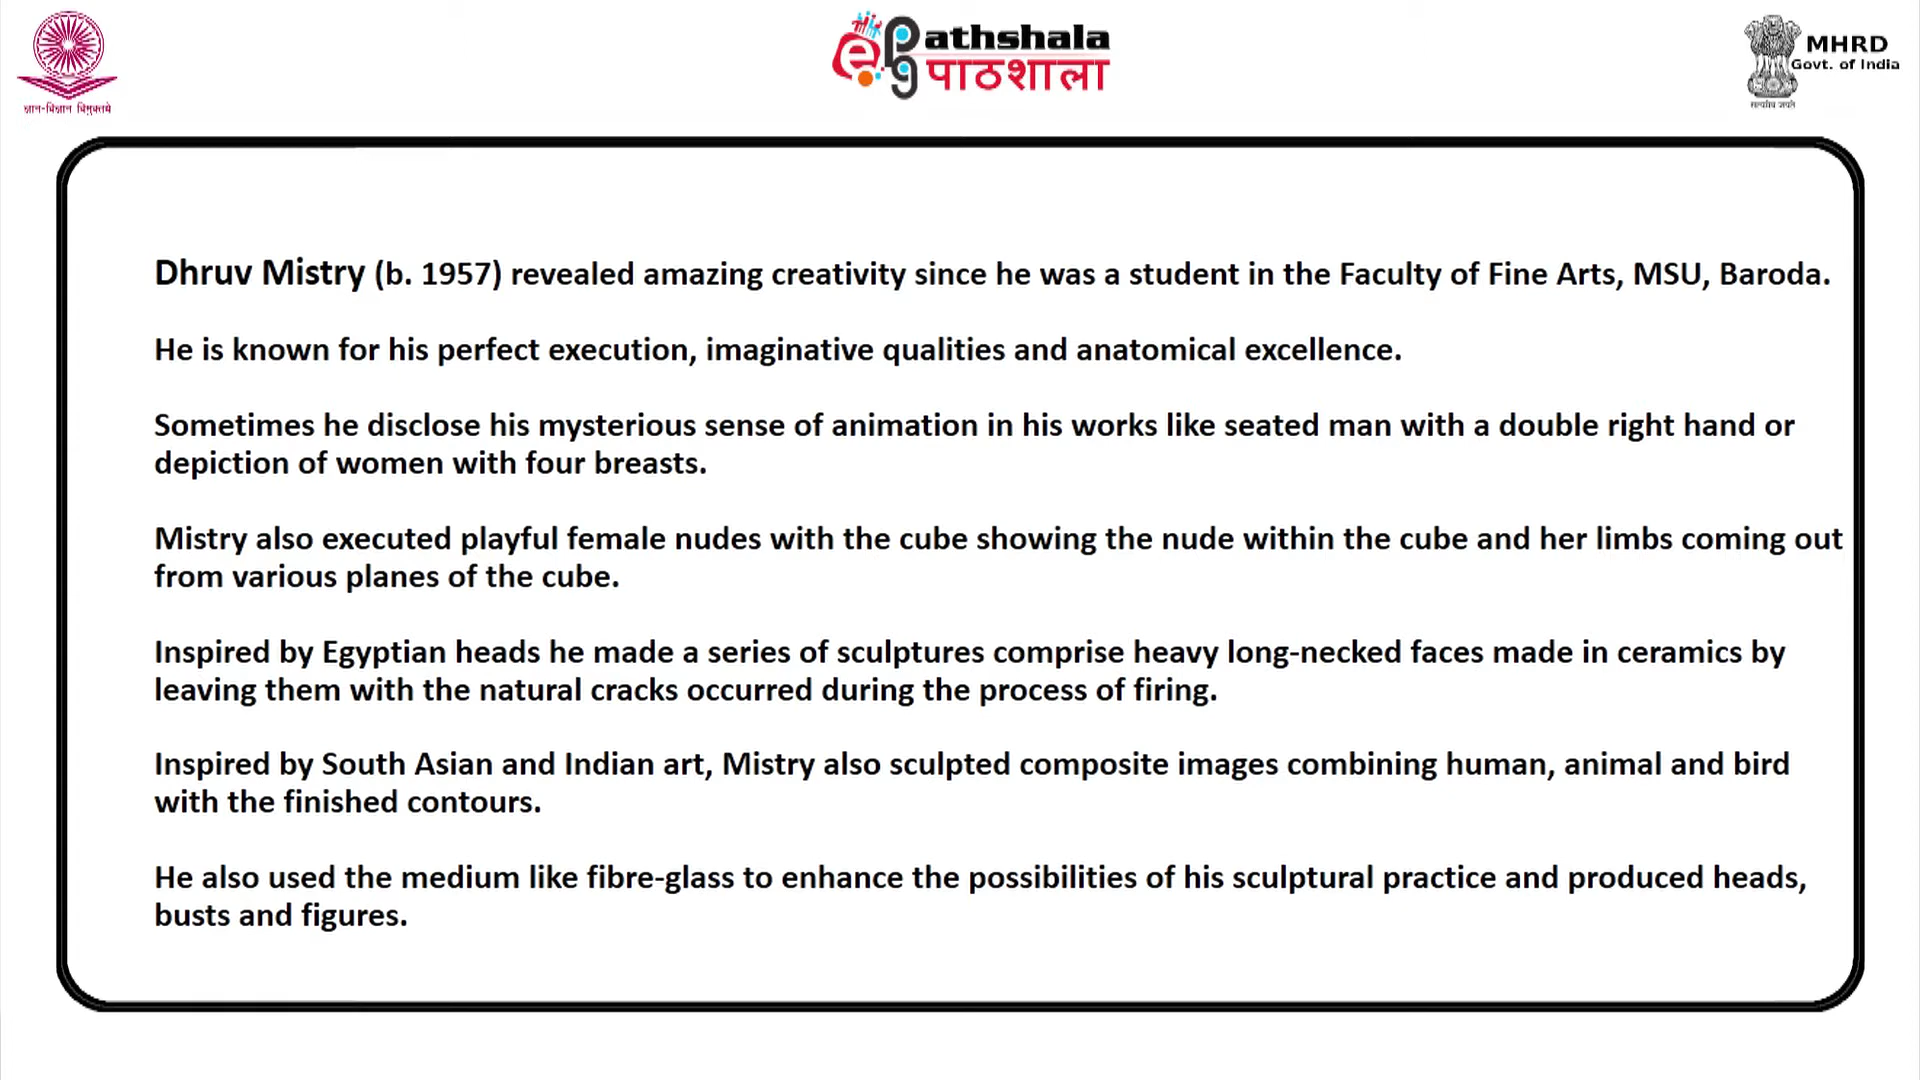 ज्ञान-विज्ञान विमुक्तये
ePathshala
पाठशाला
MHRD
Govt. of India
सत्यमेव जयते
Dhruv Mistry (b. 1957) revealed amazing creativity since he was a student in the Faculty of Fine Arts, MSU, Baroda.
He is known for his perfect execution, imaginative qualities and anatomical excellence.
Sometimes he disclose his mysterious sense of animation in his works like seated man with a double right hand or
depiction of women with four breasts.
Mistry also executed playful female nudes with the cube showing the nude within the cube and her limbs coming out
from various planes of the cube.
Inspired by Egyptian heads he made a series of sculptures comprise heavy long-necked faces made in ceramics by
leaving them with the natural cracks occurred during the process of firing.
Inspired by South Asian and Indian art, Mistry also sculpted composite images combining human, animal and bird
with the finished contours.
He also used the medium like fibre-glass to enhance the possibilities of his sculptural practice and produced heads,
busts and figures.